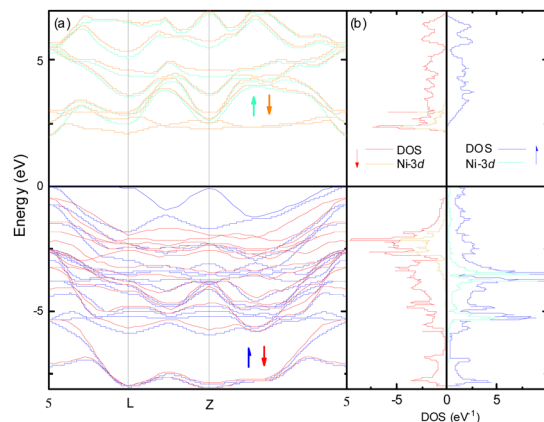 (a)
(b)
5
DOS
Ni-3d
DOS
Ni-3d
0
Energy (eV)
-5
5
L
Z
5
-5
0
5
DOS (eV⁻¹)